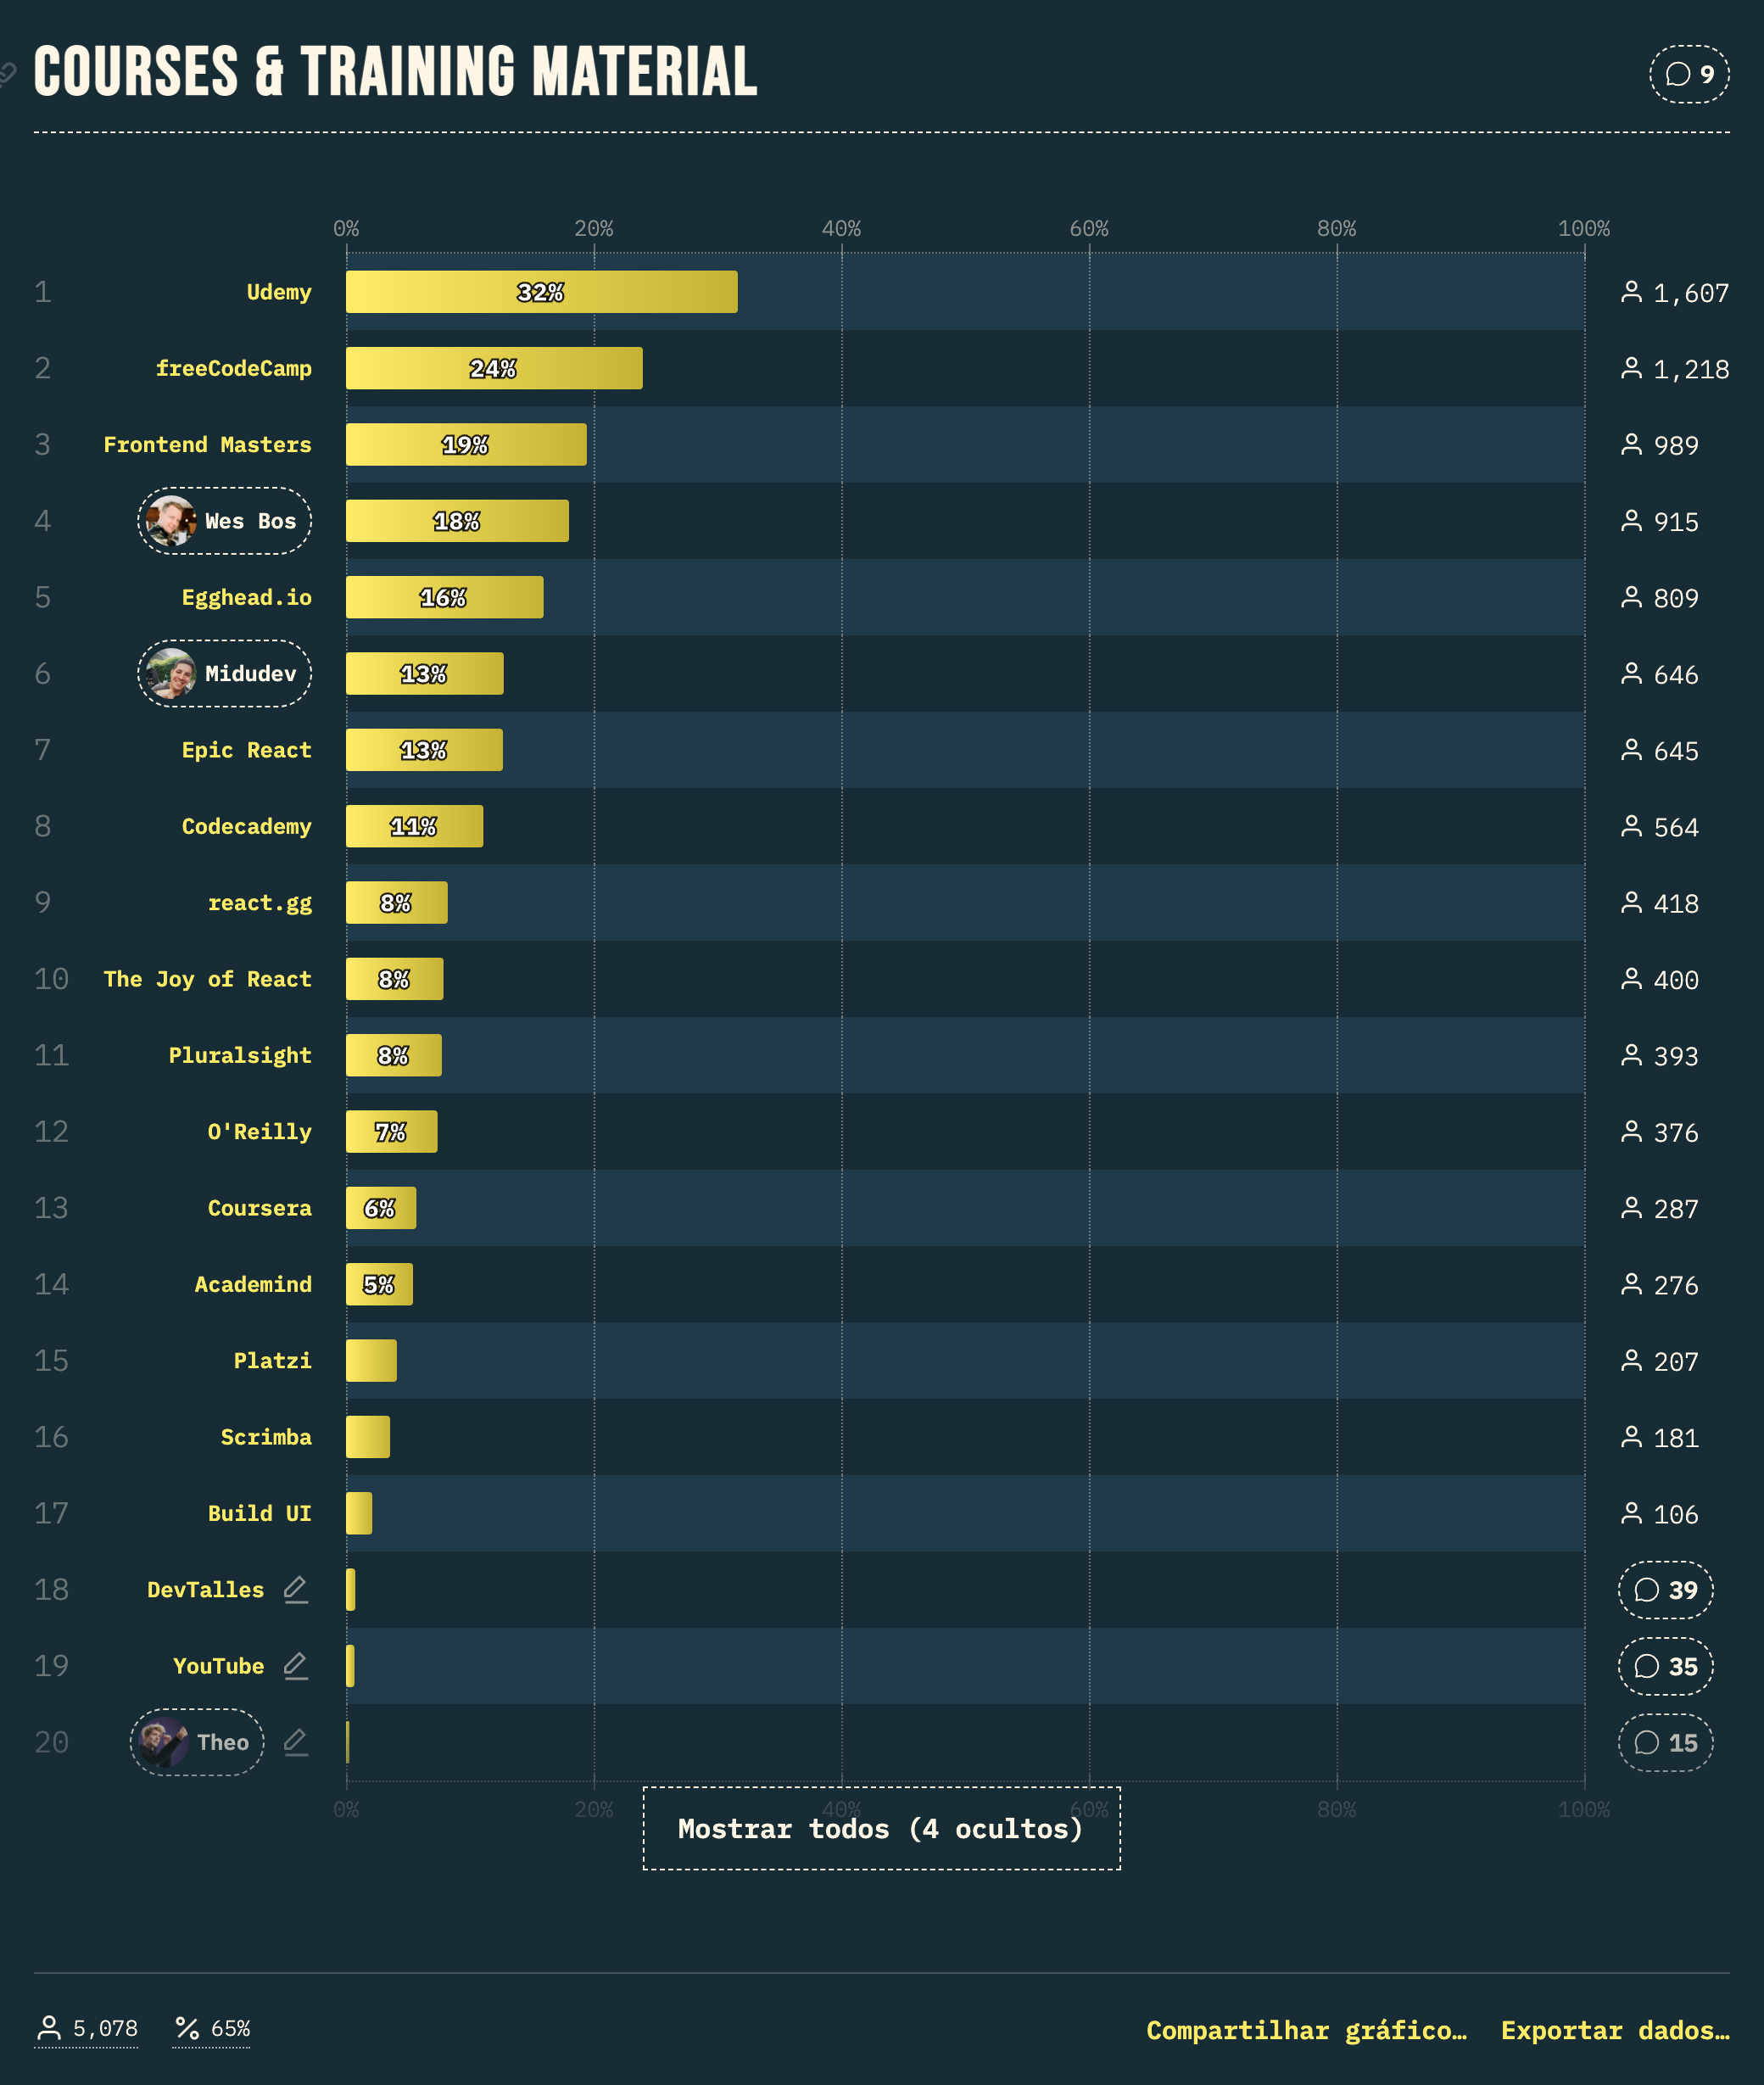 COURSES & TRAINING MATERIAL
9
0% 20% 40% 60% 80% 100%
1 Udemy 32% 1,607
2 freeCodeCamp 24% 1,218
3 Frontend Masters 19% 989
4 Wes Bos 18% 915
5 Egghead.io 16% 809
6 Midudev 13% 646
7 Epic React 13% 645
8 Codecademy 11% 564
9 react.gg 8% 418
10 The Joy of React 8% 400
11 Pluralsight 8% 393
12 O'Reilly 7% 376
13 Coursera 6% 287
14 Academind 5% 276
15 Platzi 207
16 Scrimba 181
17 Build UI 106
18 DevTalles 39
19 YouTube 35
20 Theo 15
0% 20% 40% 60% 80% 100%
Mostrar todos (4 ocultos)
5,078 % 65% Compartilhar gráfico… Exportar dados…